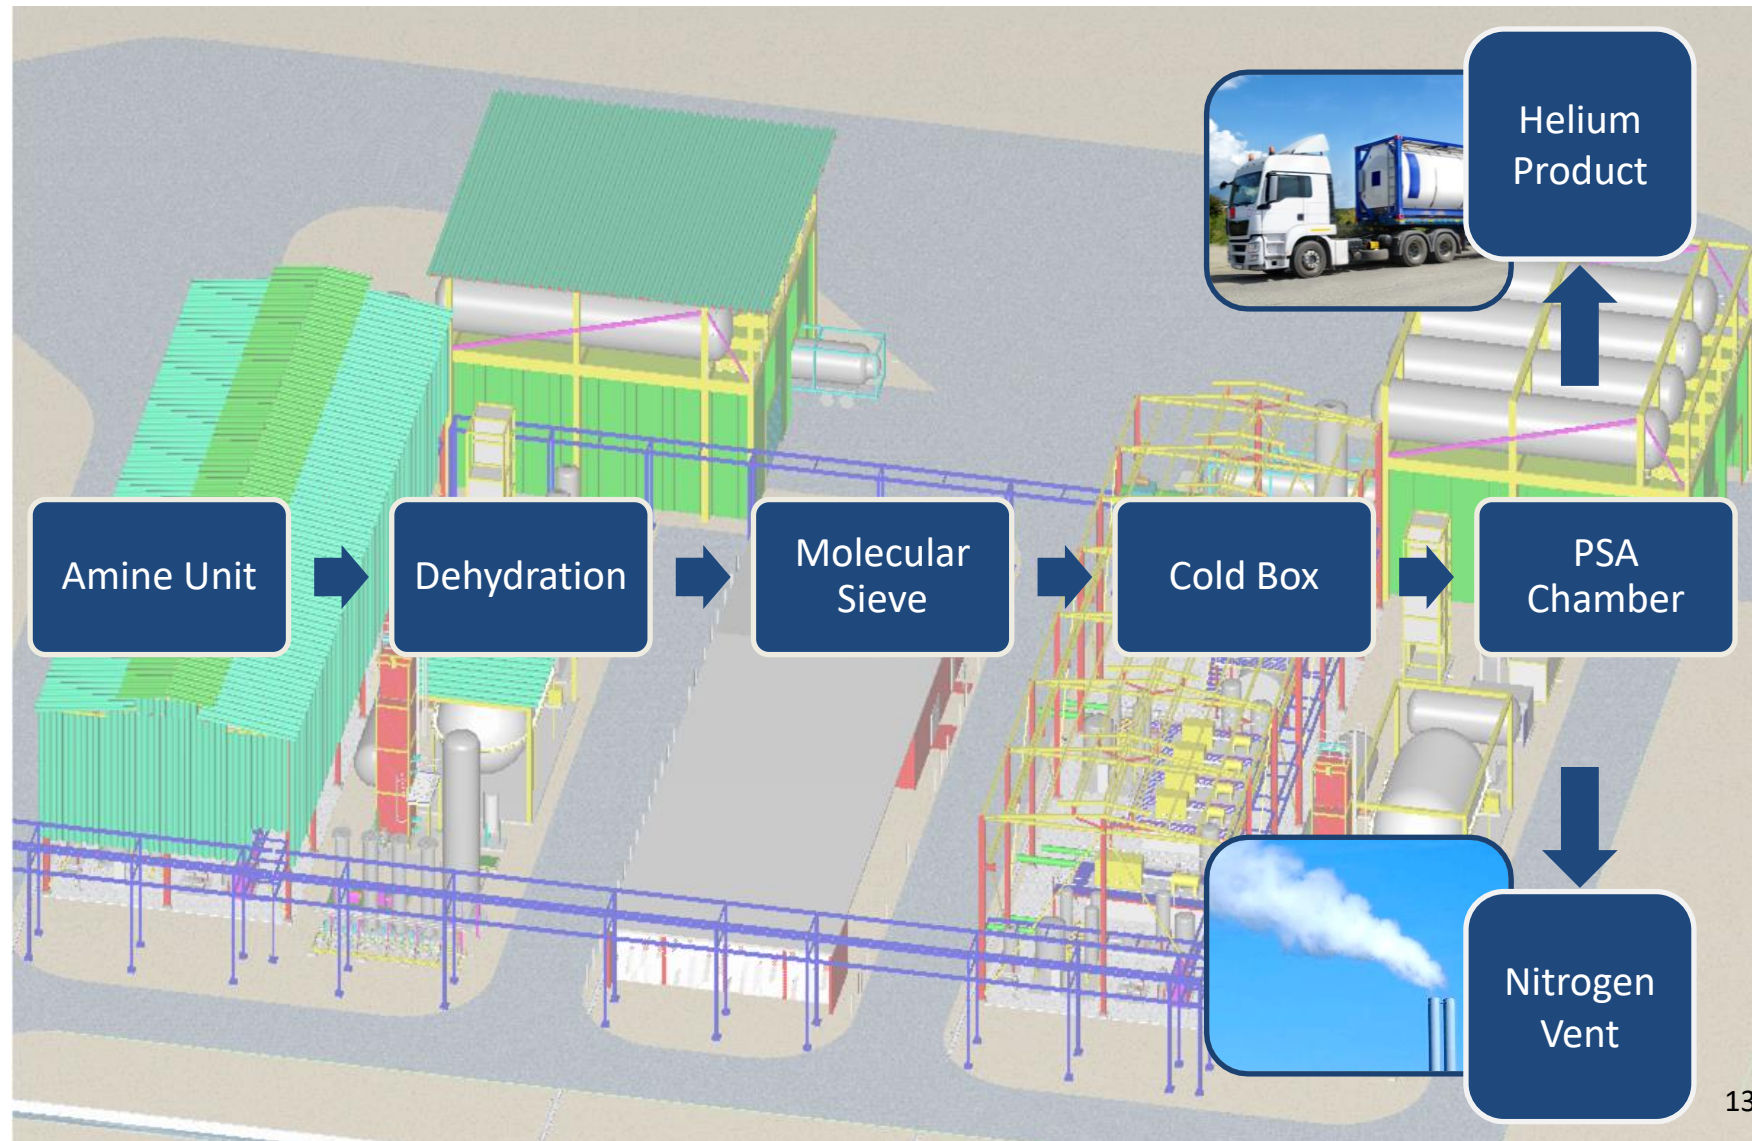 Helium
Product
Amine Unit
Dehydration
Molecular
Sieve
Cold Box
PSA
Chamber
Nitrogen
Vent
13